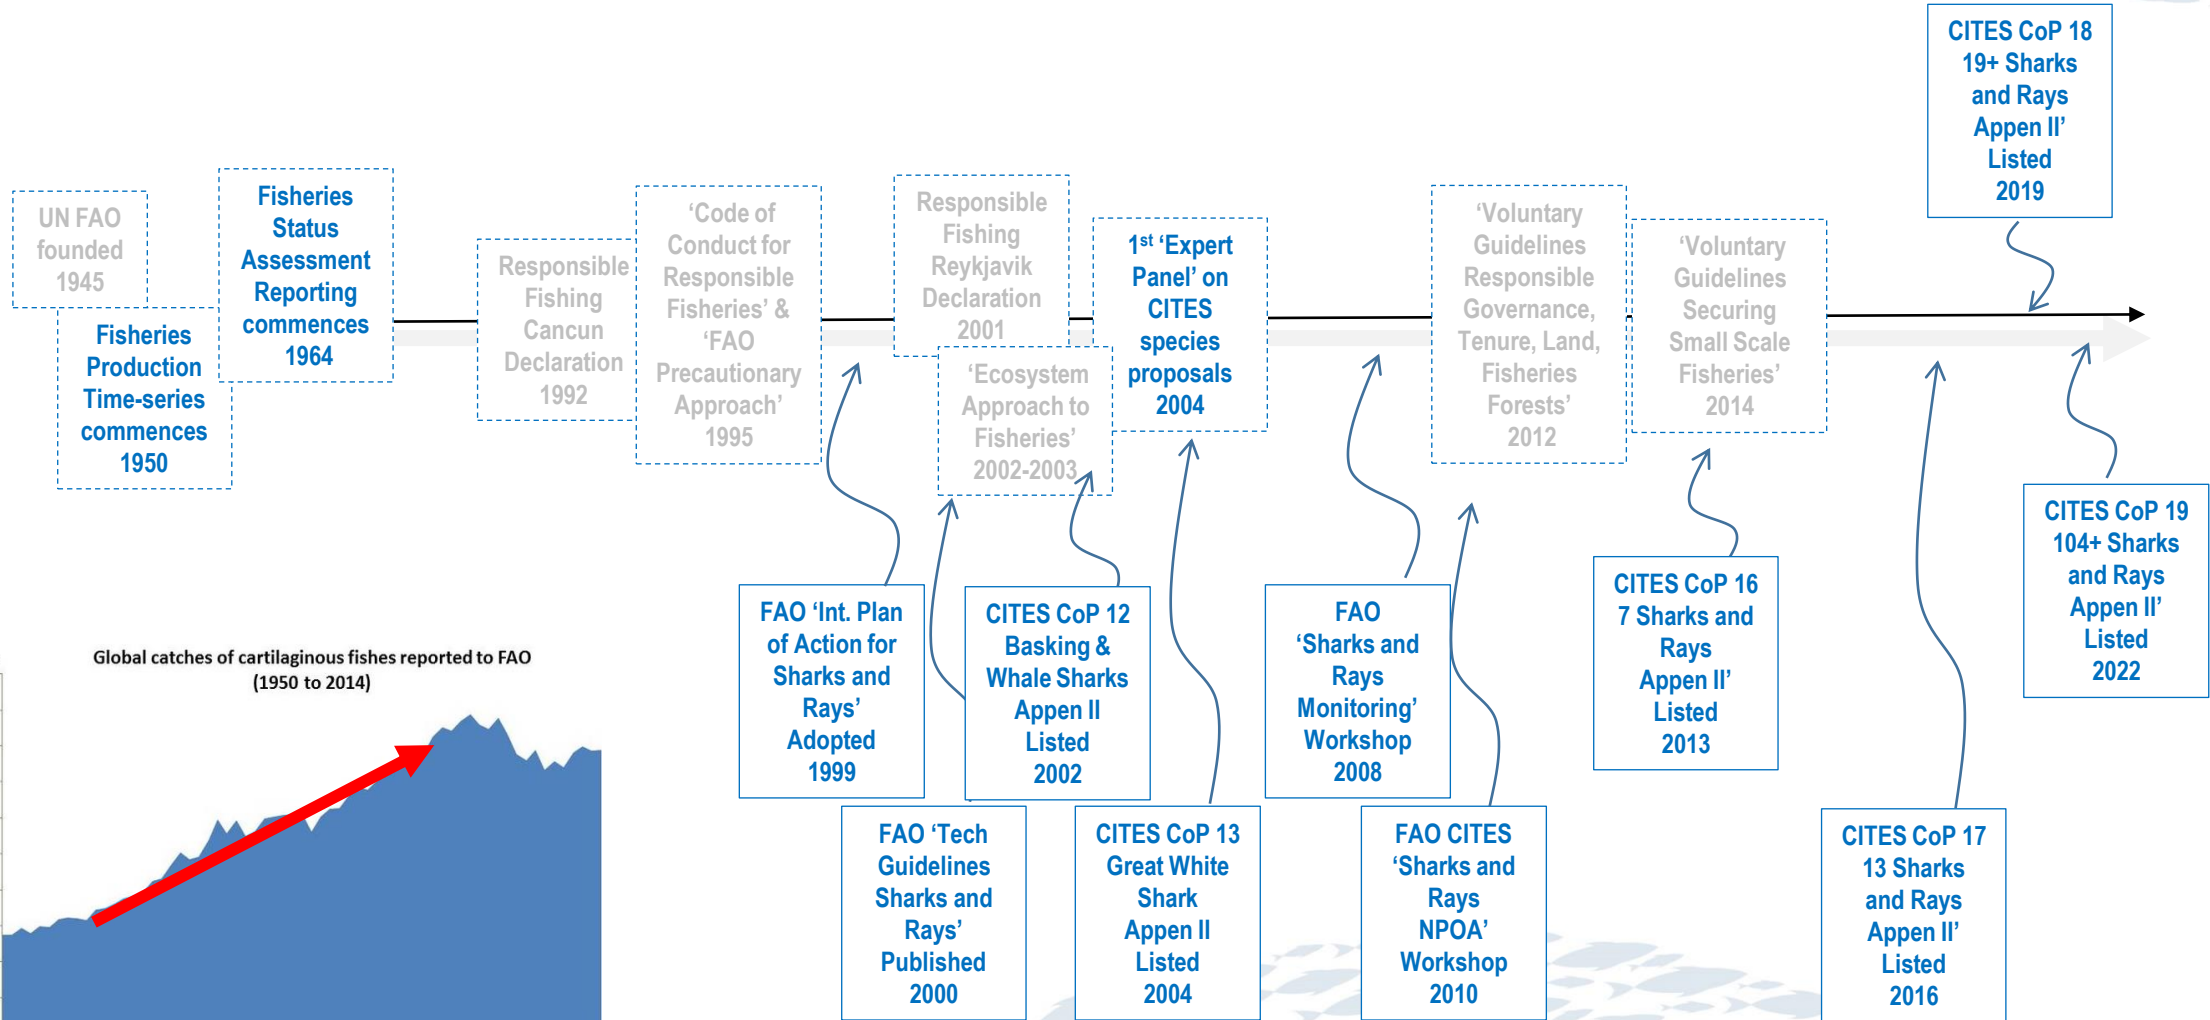 UN FAO
founded
1945
Fisheries
Production
Time-series
commences
1950
Fisheries
Status
Assessment
Reporting
commences
1964
Responsible
Fishing
Cancun
Declaration
1992
‘Code of
Conduct for
Responsible
Fisheries’ &
‘FAO
Precautionary
Approach’
1995
Responsible
Fishing
Reykjavik
Declaration
2001
‘Ecosystem
Approach to
Fisheries’
2002-2003
1st ‘Expert
Panel’ on
CITES
species
proposals
2004
‘Voluntary
Guidelines
Responsible
Governance,
Tenure, Land,
Fisheries
Forests’
2012
‘Voluntary
Guidelines
Securing
Small Scale
Fisheries’
2014
CITES CoP 18
19+ Sharks
and Rays
Appen II’
Listed
2019
FAO ‘Int. Plan
of Action for
Sharks and
Rays’
Adopted
1999
FAO ‘Tech
Guidelines
Sharks and
Rays’
Published
2000
CITES CoP 12
Basking &
Whale Sharks
Appen II
Listed
2002
CITES CoP 13
Great White
Shark
Appen II
Listed
2004
FAO
‘Sharks and
Rays
Monitoring’
Workshop
2008
FAO CITES
‘Sharks and
Rays
NPOA’
Workshop
2010
CITES CoP 16
7 Sharks and
Rays
Appen II’
Listed
2013
CITES CoP 17
13 Sharks
and Rays
Appen II’
Listed
2016
CITES CoP 19
104+ Sharks
and Rays
Appen II’
Listed
2022
Global catches of cartilaginous fishes reported to FAO
(1950 to 2014)